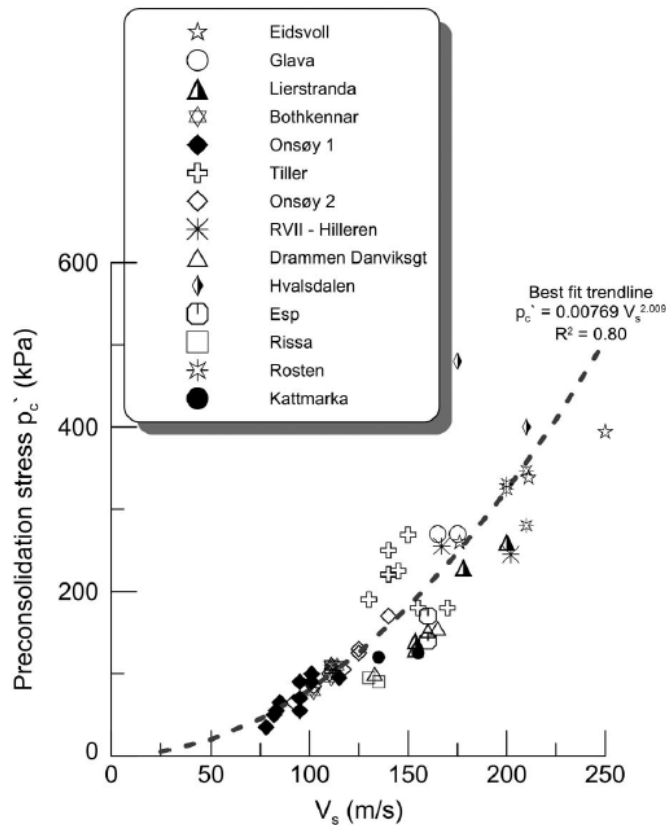 Eidsvoll
Glava
Lierstranda
Bothkennar
Onsøy 1
Tiller
Onsøy 2
RVII - Hilleren
Drammen Danviksgt
Hvalsdalen
Esp
Rissa
Rosten
Kattmarka
Best fit trendline
p_c` = 0.00769 V_s^2.009
R² = 0.80
Preconsolidation stress p_c` (kPa)
600
400
200
0
0 50 100 150 200 250
V_s (m/s)